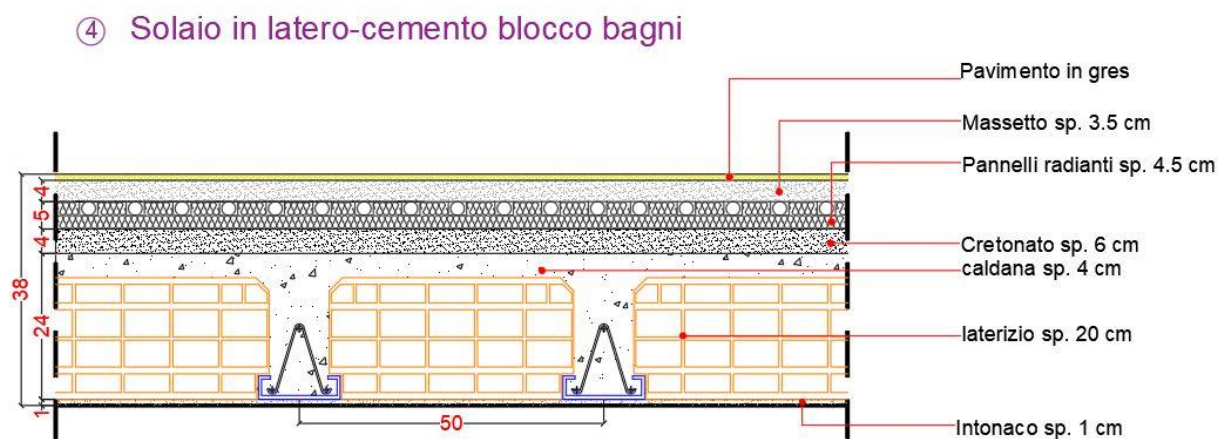 ④ Solaio in latero-cemento blocco bagni
Pavimento in gres
Massetto sp. 3.5 cm
Pannelli radianti sp. 4.5 cm
Cretonato sp. 6 cm
caldana sp. 4 cm
laterizio sp. 20 cm
Intonaco sp. 1 cm
38
4
5
4
24
1
50